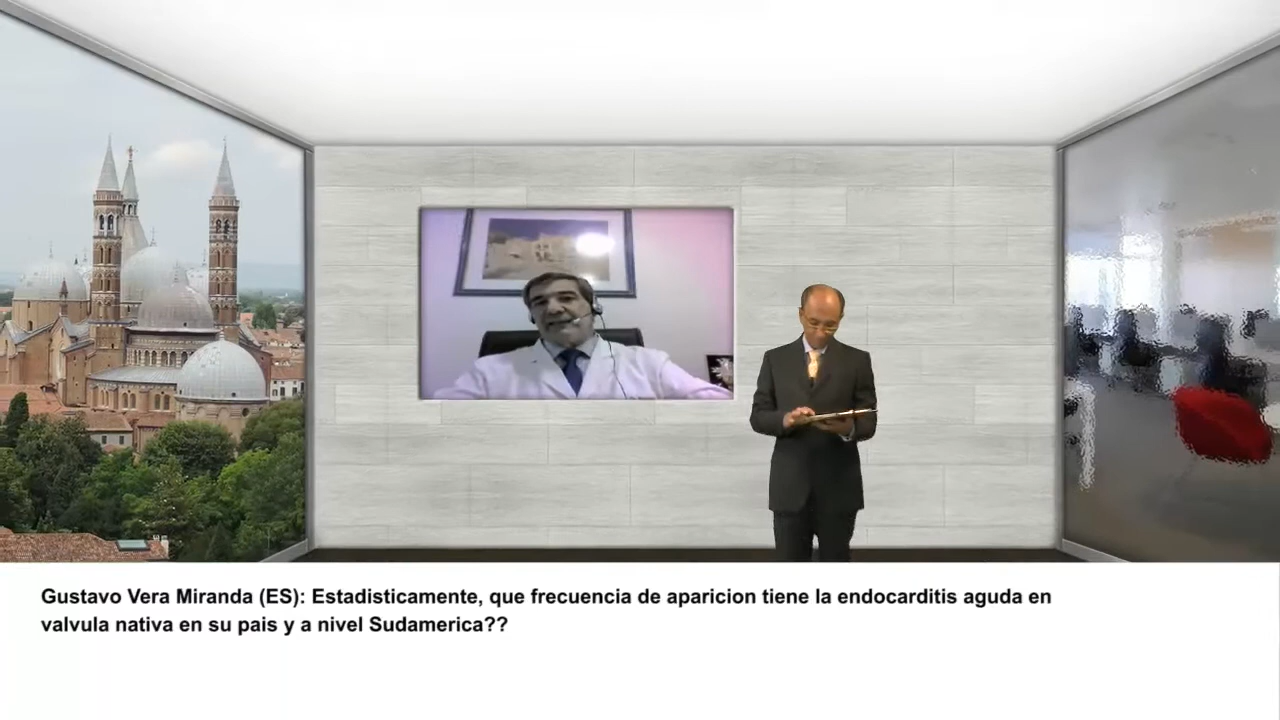 Gustavo Vera Miranda (ES): Estadisticamente, que frecuencia de aparicion tiene la endocarditis aguda en
valvula nativa en su pais y a nivel Sudamerica??